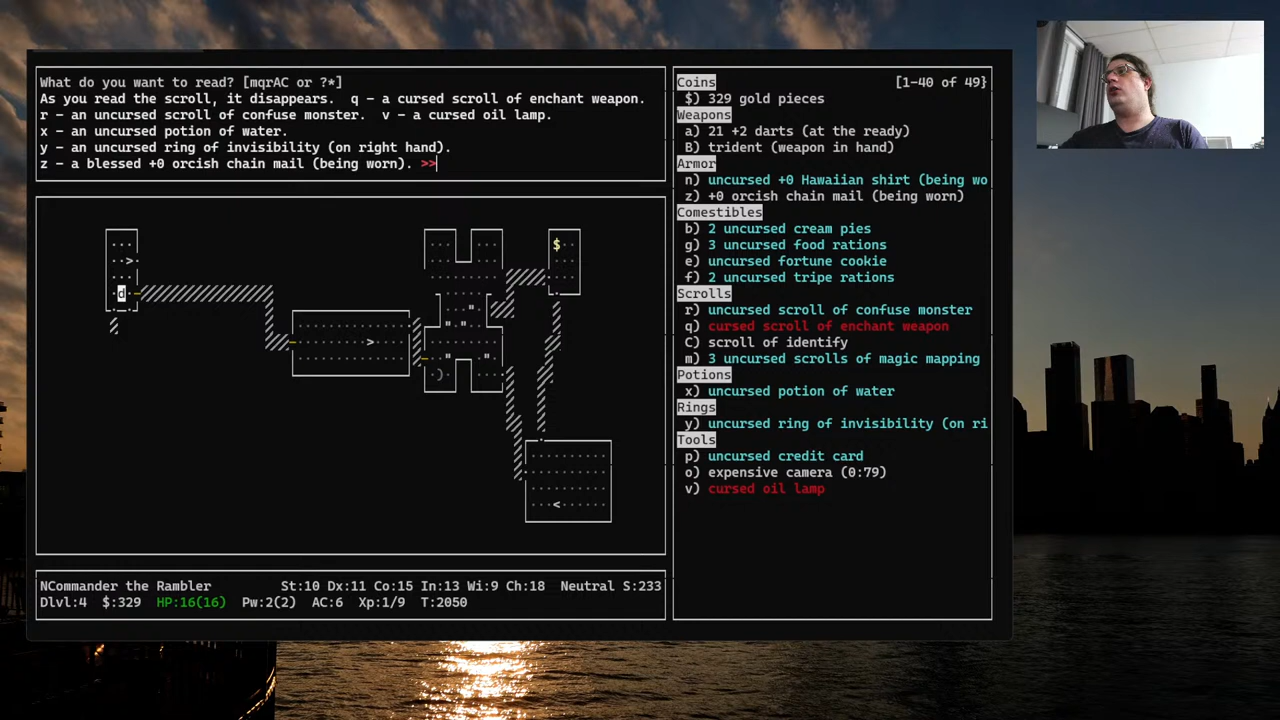 What do you want to read? [mqrAC or ?*]
As you read the scroll, it disappears.  q - a cursed scroll of enchant weapon.
r - an uncursed scroll of confuse monster.  v - a cursed oil lamp.
x - an uncursed potion of water.
y - an uncursed ring of invisibility (on right hand).
z - a blessed +0 orcish chain mail (being worn). >>
Coins [1-40 of 49}
$) 329 gold pieces
Weapons
a) 21 +2 darts (at the ready)
B) trident (weapon in hand)
Armor
n) uncursed +0 Hawaiian shirt (being wo
z) +0 orcish chain mail (being worn)
Comestibles
b) 2 uncursed cream pies
g) 3 uncursed food rations
e) uncursed fortune cookie
f) 2 uncursed tripe rations
Scrolls
r) uncursed scroll of confuse monster
q) cursed scroll of enchant weapon
C) scroll of identify
m) 3 uncursed scrolls of magic mapping
Potions
x) uncursed potion of water
Rings
y) uncursed ring of invisibility (on ri
Tools
p) uncursed credit card
o) expensive camera (0:79)
v) cursed oil lamp
NCommander the Rambler St:10 Dx:11 Co:15 In:13 Wi:9 Ch:18 Neutral S:233
Dlvl:4 $:329 HP:16(16) Pw:2(2) AC:6 Xp:1/9 T:2050